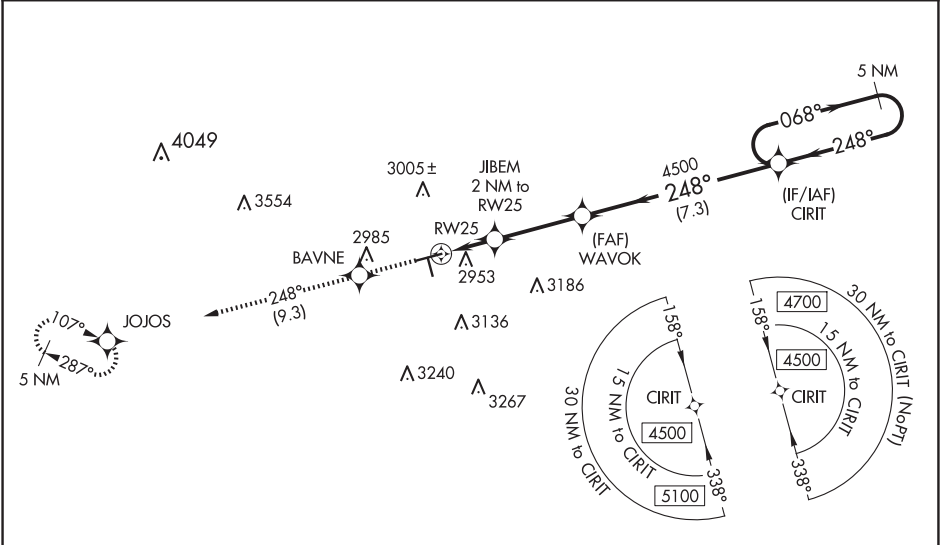 5 NM
068°
248°
4049
JIBEM
2 NM to
RW25
3005 ±
4500
248°
(7.3)
(IF/IAF)
CIRIT
3554
RW25
(FAF)
WAVOK
2985
BAVNE
2953
3186
248°
(9.3)
107°
JOJOS
287°
5 NM
3136
3240
3267
158°
30 NM to CIRIT
15 NM to CIRIT
CIRIT
4500
5100
338°
158°
4700
30 NM to CIRIT (NoPT)
15 NM to CIRIT
4500
CIRIT
338°